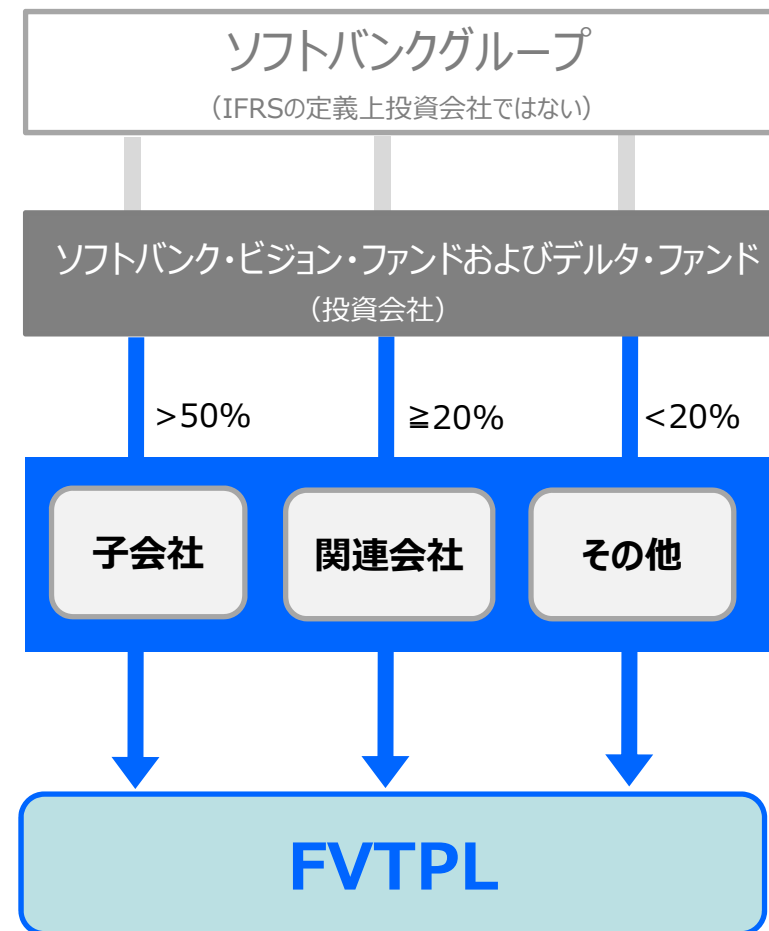 ソフトバンクグループ
（IFRSの定義上投資会社ではない）
ソフトバンク・ビジョン・ファンドおよびデルタ・ファンド
（投資会社）
>50%
≧20%
<20%
子会社
関連会社
その他
FVTPL